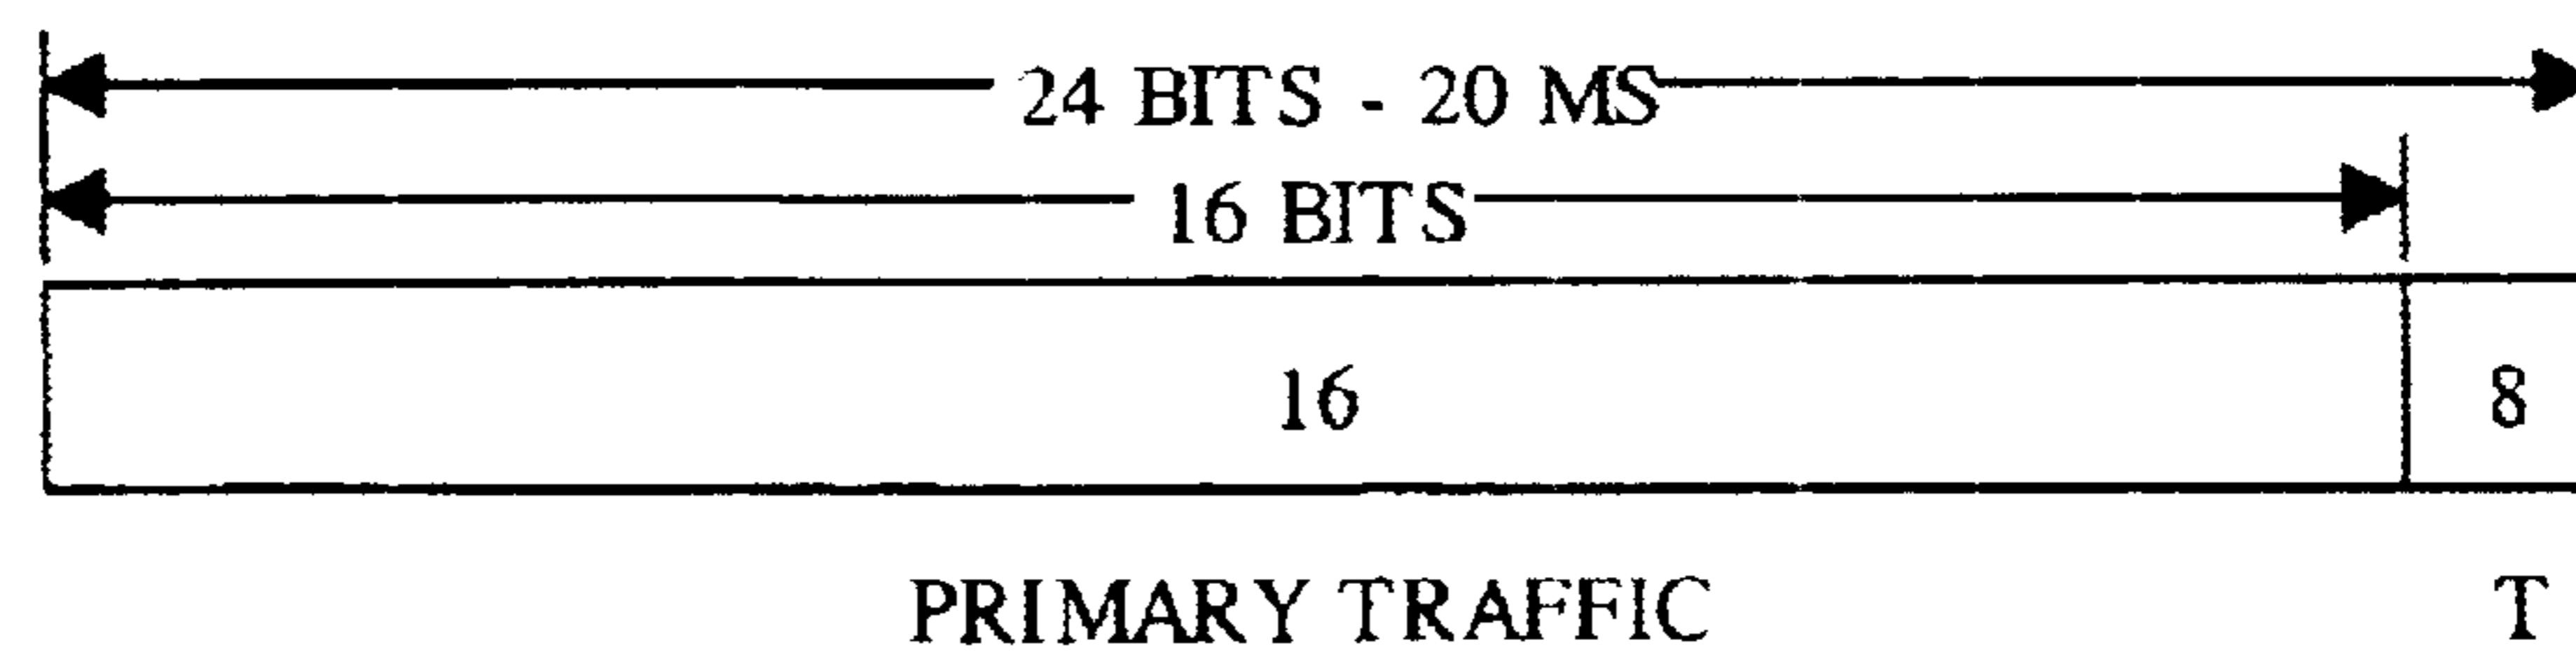 24 BITS - 20 MS
16 BITS
16 8
PRIMARY TRAFFIC T